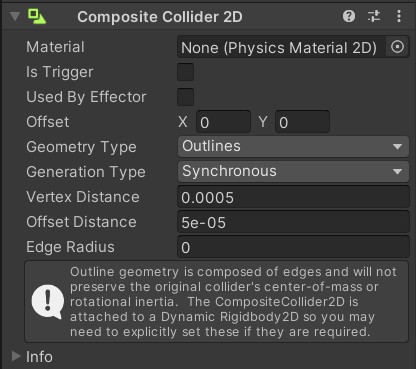 Composite Collider 2D
Material None (Physics Material 2D)
Is Trigger
Used By Effector
Offset X 0 Y 0
Geometry Type Outlines
Generation Type Synchronous
Vertex Distance 0.0005
Offset Distance 5e-05
Edge Radius 0
Outline geometry is composed of edges and will not
preserve the original collider's center-of-mass or
rotational inertia. The CompositeCollider2D is
attached to a Dynamic Rigidbody2D so you may
need to explicitly set these if they are required.
Info